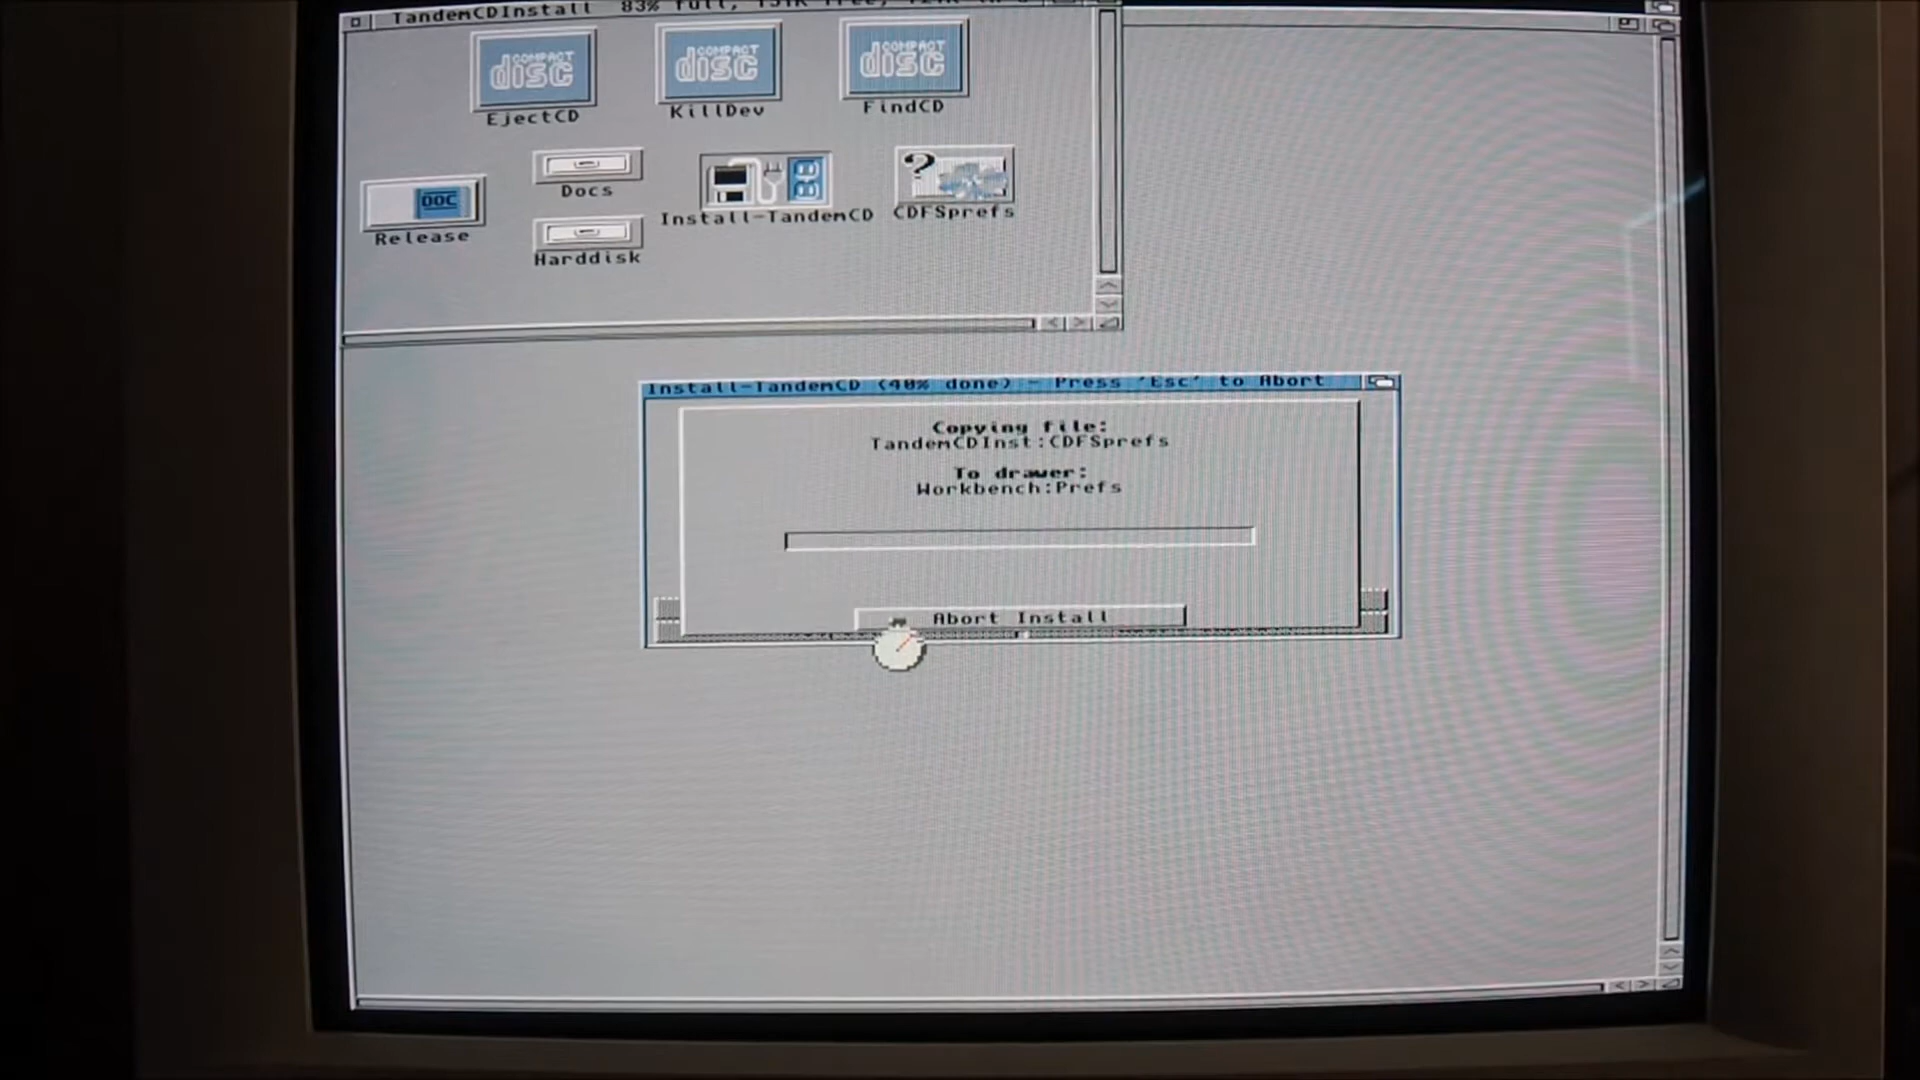 TandemCDInstall 83% full,
COMPACT disc
COMPACT disc
COMPACT disc
EjectCD
KillDev
FindCD
DOC
?
Release
Docs
Install-TandemCD
CDFSprefs
Harddisk
Install-TandemCD (40% done) - Press 'Esc' to Abort
Copying file:
TandemCDInst:CDFSprefs
To drawer:
Workbench:Prefs
Abort Install